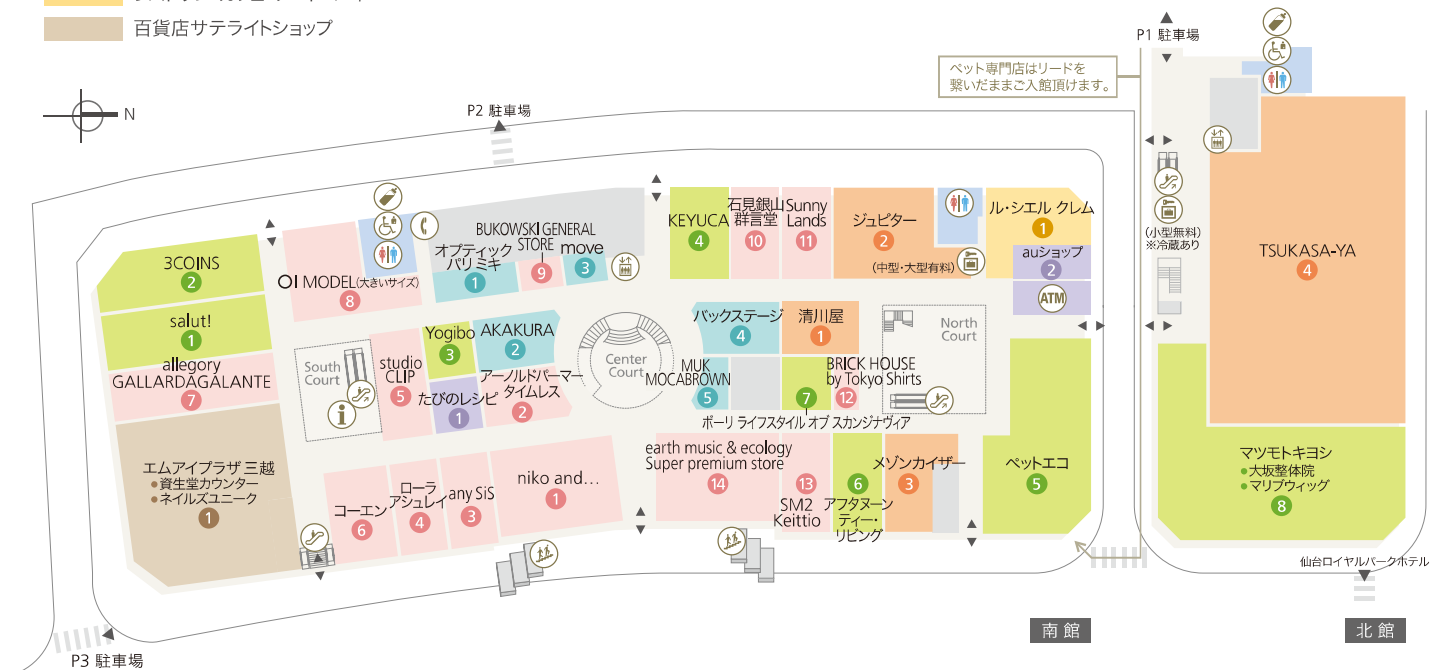 百貨店サテライトショップ
N
P1 駐車場
ペット専門店はリードを
繋いだままご入館頂けます。
P2 駐車場
3COINS
2
salut!
1
allegory
GALLARDAGALANTE
7
エムアイプラザ 三越
●資生堂カウンター
●ネイルズユニーク
1
OI MODEL(大きいサイズ)
8
オプティック
パリミキ
1
BUKOWSKI GENERAL
STORE
9
move
3
South
Court
i
studio
CLIP
5
Yogibo
3
AKAKURA
2
たびのレシピ
1
アーノルドパーマー
タイムレス
2
Center
Court
コーエン
6
ローラ
アシュレイ
4
any SiS
3
niko and...
1
KEYUCA
4
石見銀山
群言堂
10
Sunny
Lands
11
ジュピター
2
(中型・大型有料)
ル・シエル クレム
1
auショップ
2
ATM
バックステージ
4
清川屋
1
MUK
MOCABROWN
5
7
ポーリ ライフスタイル オブ スカンジナヴィア
BRICK HOUSE
by Tokyo Shirts
12
North
Court
earth music & ecology
Super premium store
14
13
SM2
Keittio
6
アフタヌーン
ティー・
リビング
メゾンカイザー
3
ペットエコ
5
(小型無料)
※冷蔵あり
TSUKASA-YA
4
マツモトキヨシ
●大坂整体院
●マリブウィッグ
8
仙台ロイヤルパークホテル
南館
北館
P3 駐車場